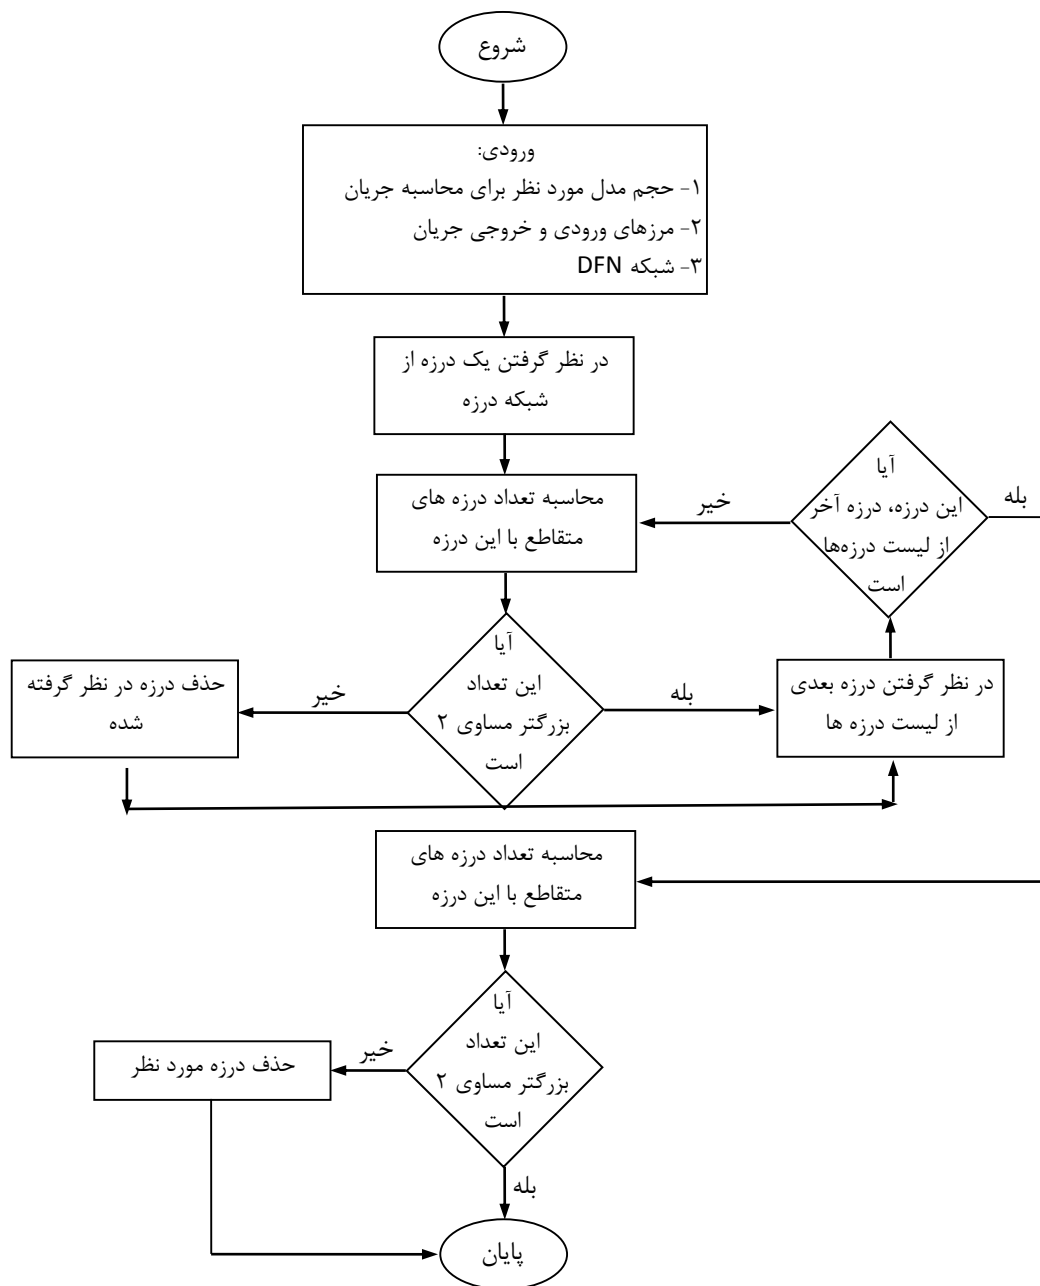 شروع
ورودی:
۱- حجم مدل مورد نظر برای محاسبه جریان
۲- مرزهای ورودی و خروجی جریان
۳- شبکه DFN
در نظر گرفتن یک درزه از
شبکه درزه
محاسبه تعداد درزه های
متقاطع با این درزه
خیر
آیا
این درزه، درزه آخر
از لیست درزه‌ها
است
بله
آیا
این تعداد
بزرگتر مساوی ۲
است
خیر
حذف درزه در نظر گرفته
شده
بله
در نظر گرفتن درزه بعدی
از لیست درزه ها
محاسبه تعداد درزه های
متقاطع با این درزه
آیا
این تعداد
بزرگتر مساوی ۲
است
خیر
حذف درزه مورد نظر
بله
پایان